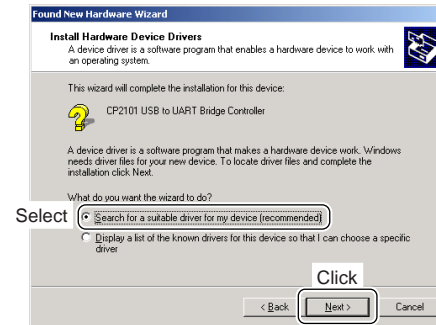 Found New Hardware Wizard
Install Hardware Device Drivers
A device driver is a software program that enables a hardware device to work with
an operating system.
This wizard will complete the installation for this device:
CP2101 USB to UART Bridge Controller
A device driver is a software program that makes a hardware device work. Windows
needs driver files for your new device. To locate driver files and complete the
installation click Next.
What do you want the wizard to do?
Select
Search for a suitable driver for my device (recommended)
Display a list of the known drivers for this device so that I can choose a specific
driver
Click
< Back
Next >
Cancel